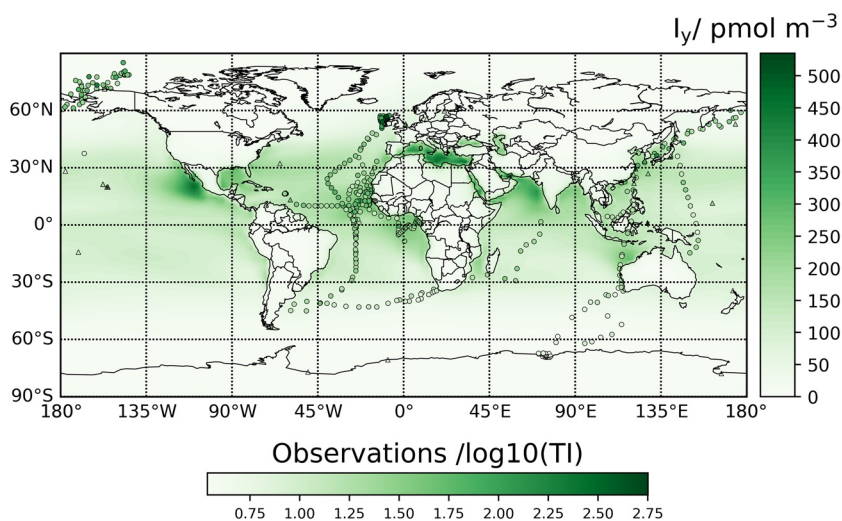 I_y/ pmol m⁻³
60°N
30°N
0°
30°S
60°S
90°S
180°
135°W
90°W
45°W
0°
45°E
90°E
135°E
180°
500
450
400
350
300
250
200
150
100
50
0
Observations /log10(TI)
0.75 1.00 1.25 1.50 1.75 2.00 2.25 2.50 2.75